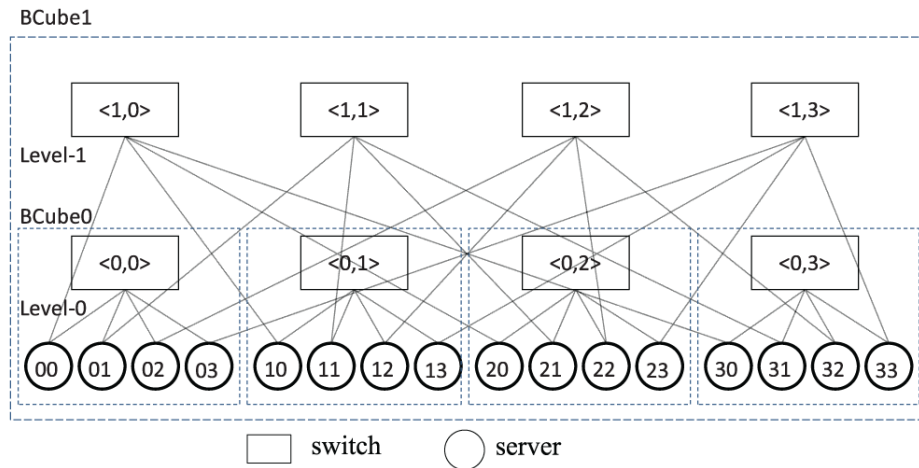 BCube1
<1,0> <1,1> <1,2> <1,3>
Level-1
BCube0
<0,0> <0,1> <0,2> <0,3>
Level-0
00 01 02 03 10 11 12 13 20 21 22 23 30 31 32 33
switch server